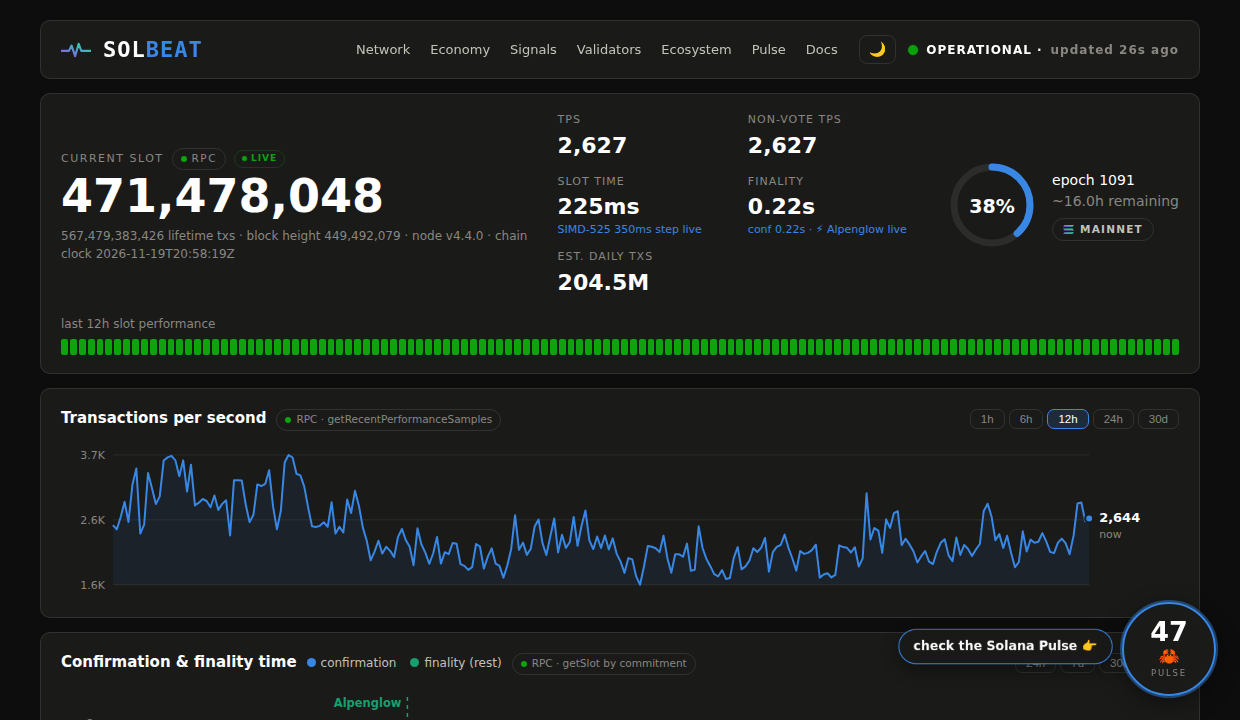 SOLBEAT
Network Economy Signals Validators Ecosystem Pulse Docs 🌙 OPERATIONAL · updated 26s ago
CURRENT SLOT RPC LIVE
471,478,048
567,479,383,426 lifetime txs · block height 449,492,079 · node v4.4.0 · chain
clock 2026-11-19T20:58:19Z
TPS
2,627
NON-VOTE TPS
2,627
SLOT TIME
225ms
SIMD-525 350ms step live
FINALITY
0.22s
conf 0.22s · ⚡ Alpenglow live
EST. DAILY TXS
204.5M
38%
epoch 1091
~16.0h remaining
MAINNET
last 12h slot performance
Transactions per second RPC · getRecentPerformanceSamples
1h 6h 12h 24h 30d
3.7K
2.6K
1.6K
2,644
now
Confirmation & finality time confirmation finality (rest) RPC · getSlot by commitment
24h 7d 30
Alpenglow
check the Solana Pulse 👉
47
🦀
PULSE